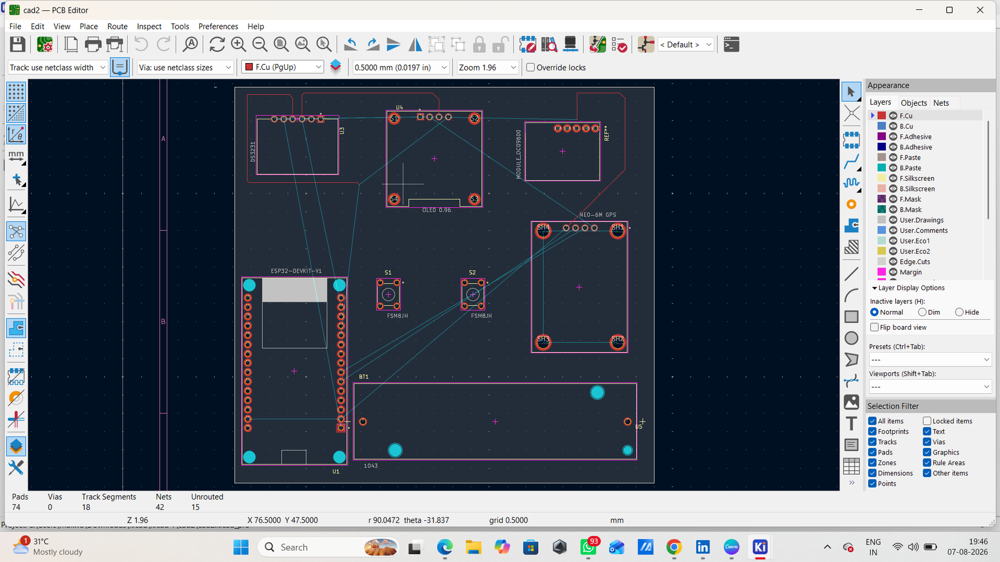 cad2 — PCB Editor
File Edit View Place Route Inspect Tools Preferences Help
< Default >
Track: use netclass width
Via: use netclass sizes
F.Cu (PgUp)
0.5000 mm (0.0197 in)
Zoom 1.96
Override locks
mm
A
B
U4
S1
S2
S4
S3
OLED 0.96
DS3231
U3
MODULE_OC09600
REF**
NEO-6M GPS
SH4
SH1
SH3
SH2
ESP32-DEVKIT-V1
S1
S2
FSM8JH
FSM8JH
BT1
U5
1043
U1
Appearance
Layers Objects Nets
F.Cu
B.Cu
F.Adhesive
B.Adhesive
F.Paste
B.Paste
F.Silkscreen
B.Silkscreen
F.Mask
B.Mask
User.Drawings
User.Comments
User.Eco1
User.Eco2
Edge.Cuts
Margin
Layer Display Options
Inactive layers (H):
Normal Dim Hide
Flip board view
Presets (Ctrl+Tab):
---
Viewports (Shift+Tab):
---
Selection Filter
All items Locked items
Footprints Text
Tracks Vias
Pads Graphics
Zones Rule Areas
Dimensions Other items
Points
Pads Vias Track Segments Nets Unrouted
74 0 18 42 15
Z 1.96 X 76.5000 Y 47.5000 r 90.0472 theta -31.837 grid 0.5000 mm
1
31°C
Mostly cloudy
Search
93
Canva
Ki
ENG
IN
19:46
07-08-2026